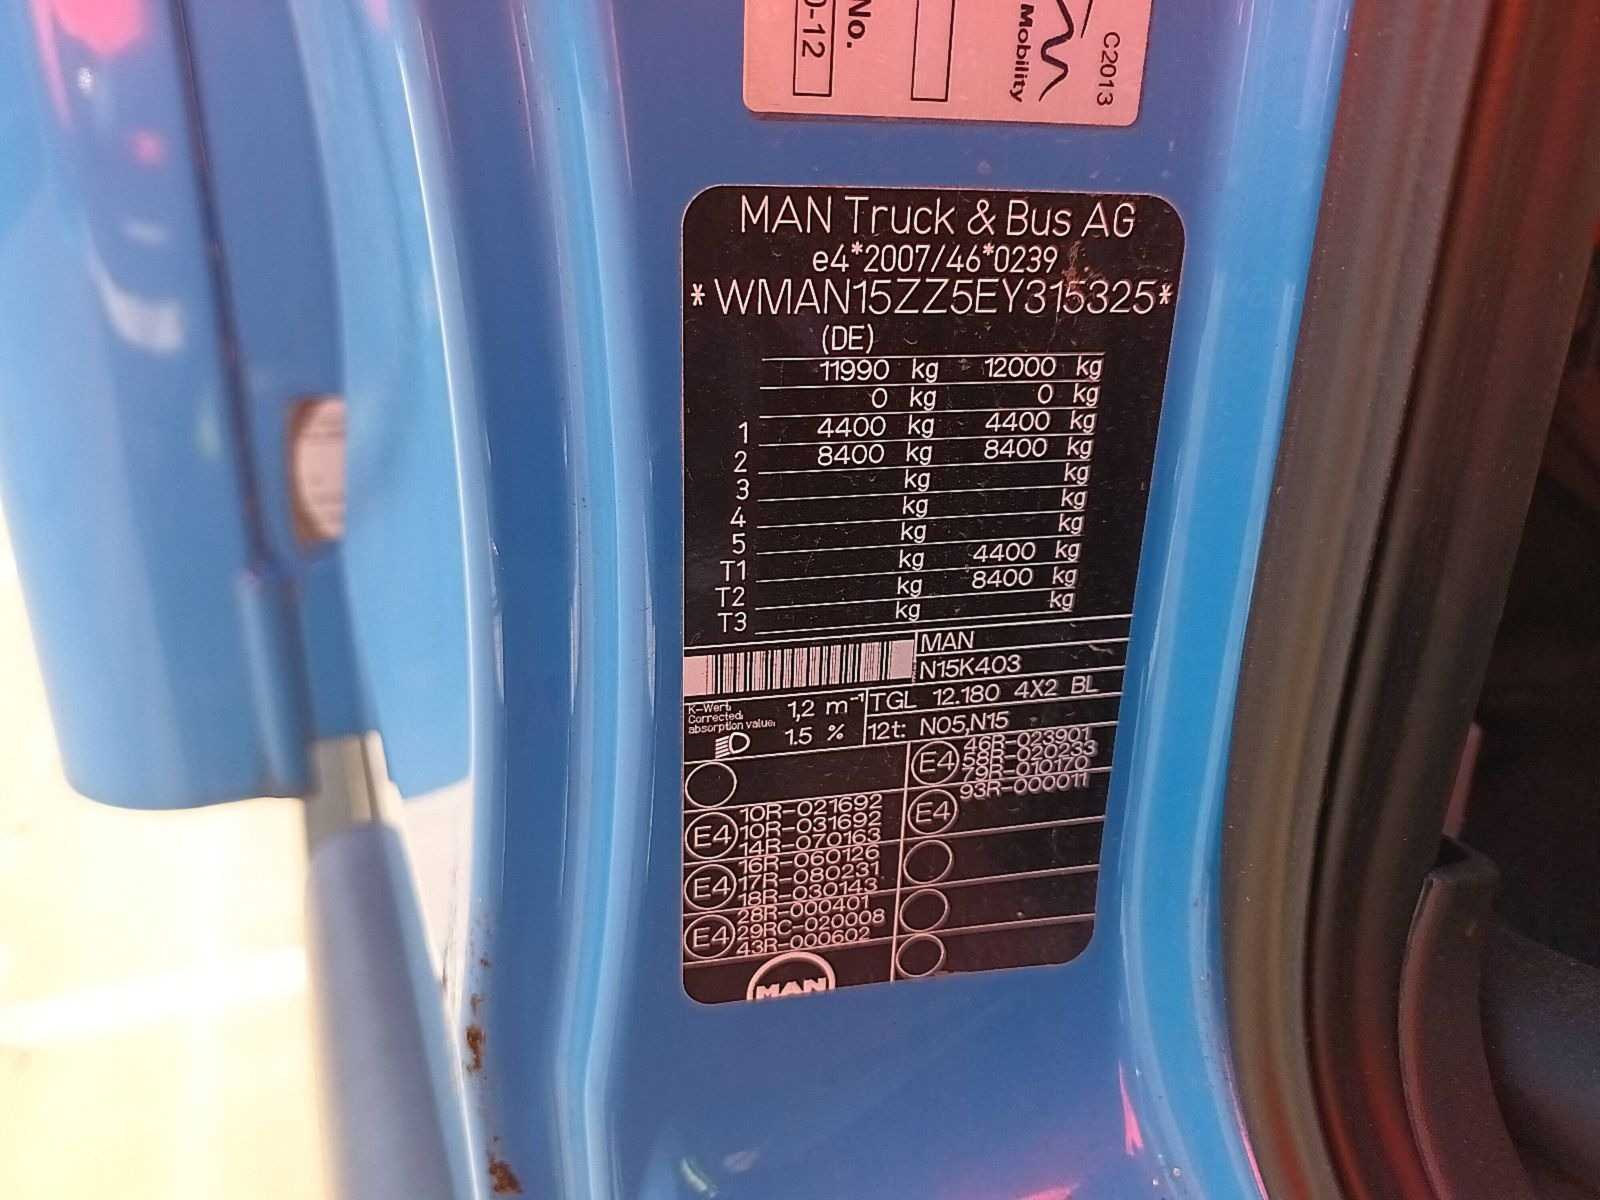 0-12
No.
Mobility
C2013
MAN Truck & Bus AG
e4*2007/46*0239
*WMAN15ZZ5EY315325*
(DE)
11990 kg 12000 kg
0 kg 0 kg
1 4400 kg 4400 kg
2 8400 kg 8400 kg
3 kg kg
4 kg kg
5 kg kg
T1 kg 4400 kg
T2 kg 8400 kg
T3 kg kg
MAN
N15K403
K-Wert, Corrected absorption value: 1,2 m⁻¹
TGL 12.180 4X2 BL
1.5 %
12t: N05,N15
E4 46R-023901
58R-020233
79R-010170
E4 93R-000011
E4 10R-021692
10R-031692
14R-070163
E4 16R-060126
17R-080231
18R-030143
E4 28R-000401
29RC-020008
43R-000602
MAN